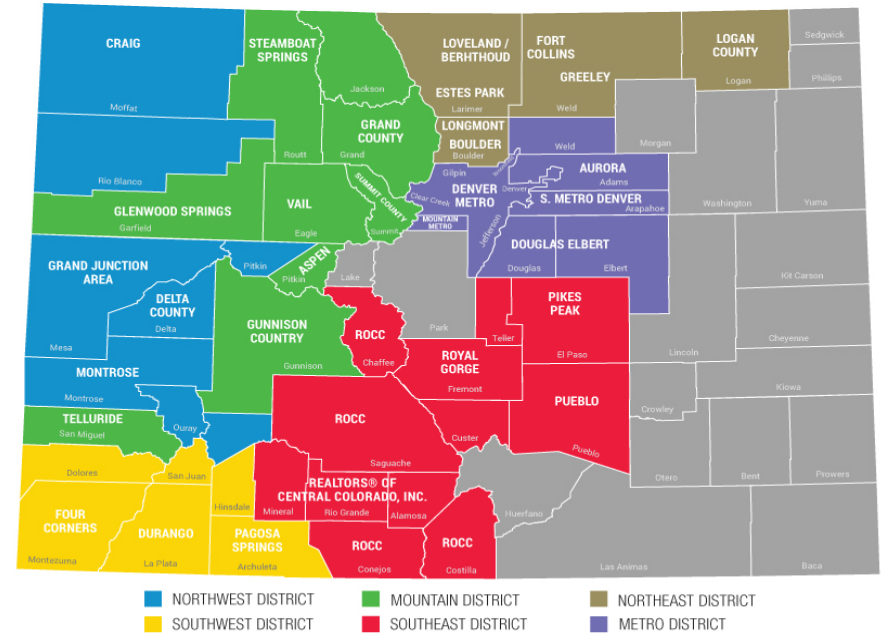 CRAIG
Moffat
STEAMBOAT
SPRINGS
Routt
Jackson
LOVELAND /
BERHTHOUD
ESTES PARK
Larimer
FORT
COLLINS
GREELEY
Weld
LOGAN
COUNTY
Logan
Sedgwick
Phillips
Rio Blanco
GRAND
COUNTY
Grand
LONGMONT
BOULDER
Boulder
Weld
Morgan
Washington
Yuma
GLENWOOD SPRINGS
Garfield
VAIL
Eagle
SUMMIT COUNTY
Summit
Gilpin
Clear Creek
DENVER
METRO
MOUNTAIN
METRO
Jefferson
Denver
AURORA
Adams
S. METRO DENVER
Arapahoe
DOUGLAS ELBERT
Douglas
Elbert
GRAND JUNCTION
AREA
Mesa
Pitkin
ASPEN
Pitkin
Lake
Park
Kit Carson
DELTA
COUNTY
Delta
GUNNISON
COUNTRY
Gunnison
ROCC
Chaffee
Teller
PIKES
PEAK
El Paso
Lincoln
Cheyenne
MONTROSE
Montrose
Ouray
ROYAL
GORGE
Fremont
Kiowa
TELLURIDE
San Miguel
ROCC
Saguache
Custer
PUEBLO
Pueblo
Crowley
Otero
Bent
Prowers
Dolores
San Juan
Hinsdale
REALTORS® OF
CENTRAL COLORADO, INC.
Mineral
Rio Grande
Alamosa
Huerfano
FOUR
CORNERS
Montezuma
DURANGO
La Plata
PAGOSA
SPRINGS
Archuleta
ROCC
Conejos
ROCC
Costilla
Las Animas
Baca
NORTHWEST DISTRICT
MOUNTAIN DISTRICT
NORTHEAST DISTRICT
SOUTHWEST DISTRICT
SOUTHEAST DISTRICT
METRO DISTRICT